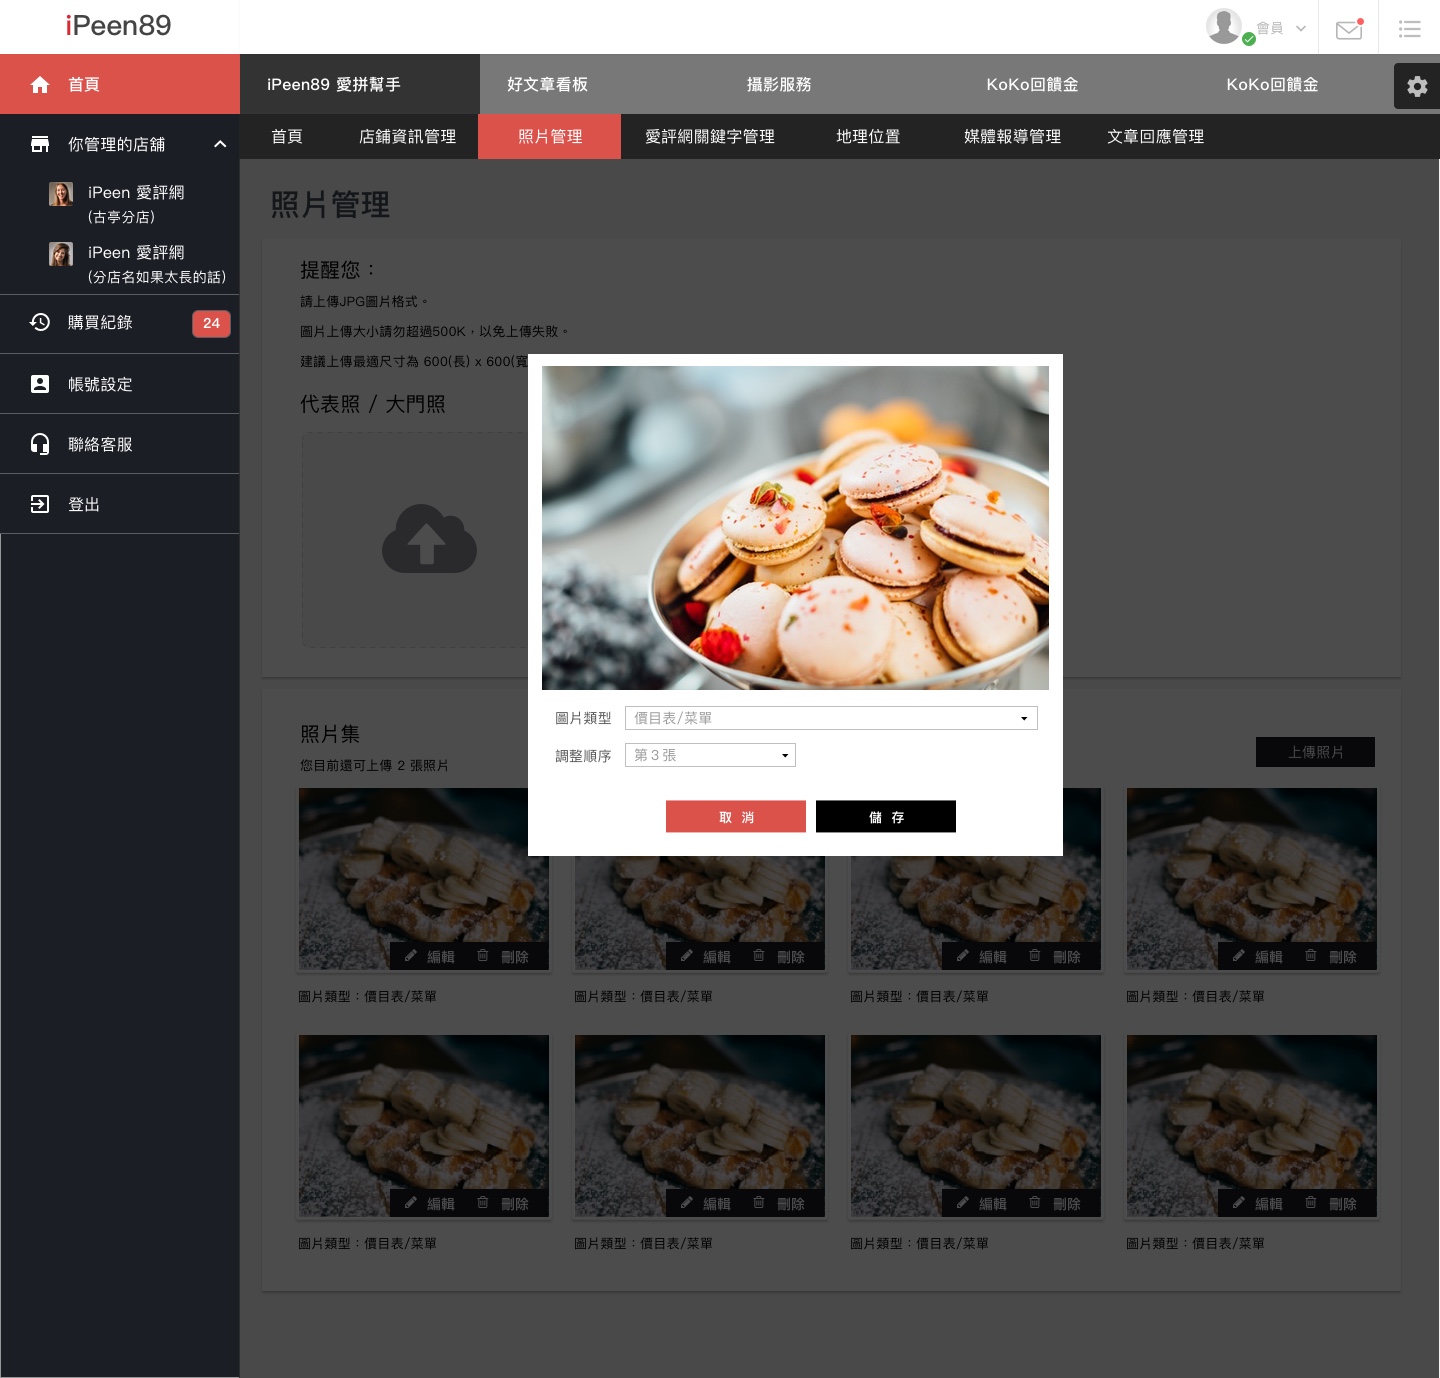 iPeen89
會員
首頁
iPeen89 愛拼幫手
好文章看板
攝影服務
KoKo回饋金
KoKo回饋金
首頁
店鋪資訊管理
照片管理
愛評網關鍵字管理
地理位置
媒體報導管理
文章回應管理
你管理的店舖
iPeen 愛評網
(古亭分店)
iPeen 愛評網
(分店名如果太長的話)
購買紀錄
24
帳號設定
聯絡客服
登出
照片管理
提醒您：
請上傳JPG圖片格式。
圖片上傳大小請勿超過500K，以免上傳失敗。
建議上傳最適尺寸為 600(長) x 600(寬
代表照 / 大門照
圖片類型
價目表/菜單
調整順序
第 3 張
取 消
儲 存
照片集
您目前還可上傳 2 張照片
上傳照片
編輯
刪除
編輯
刪除
編輯
刪除
編輯
刪除
圖片類型：價目表/菜單
圖片類型：價目表/菜單
圖片類型：價目表/菜單
圖片類型：價目表/菜單
編輯
刪除
編輯
刪除
編輯
刪除
編輯
刪除
圖片類型：價目表/菜單
圖片類型：價目表/菜單
圖片類型：價目表/菜單
圖片類型：價目表/菜單